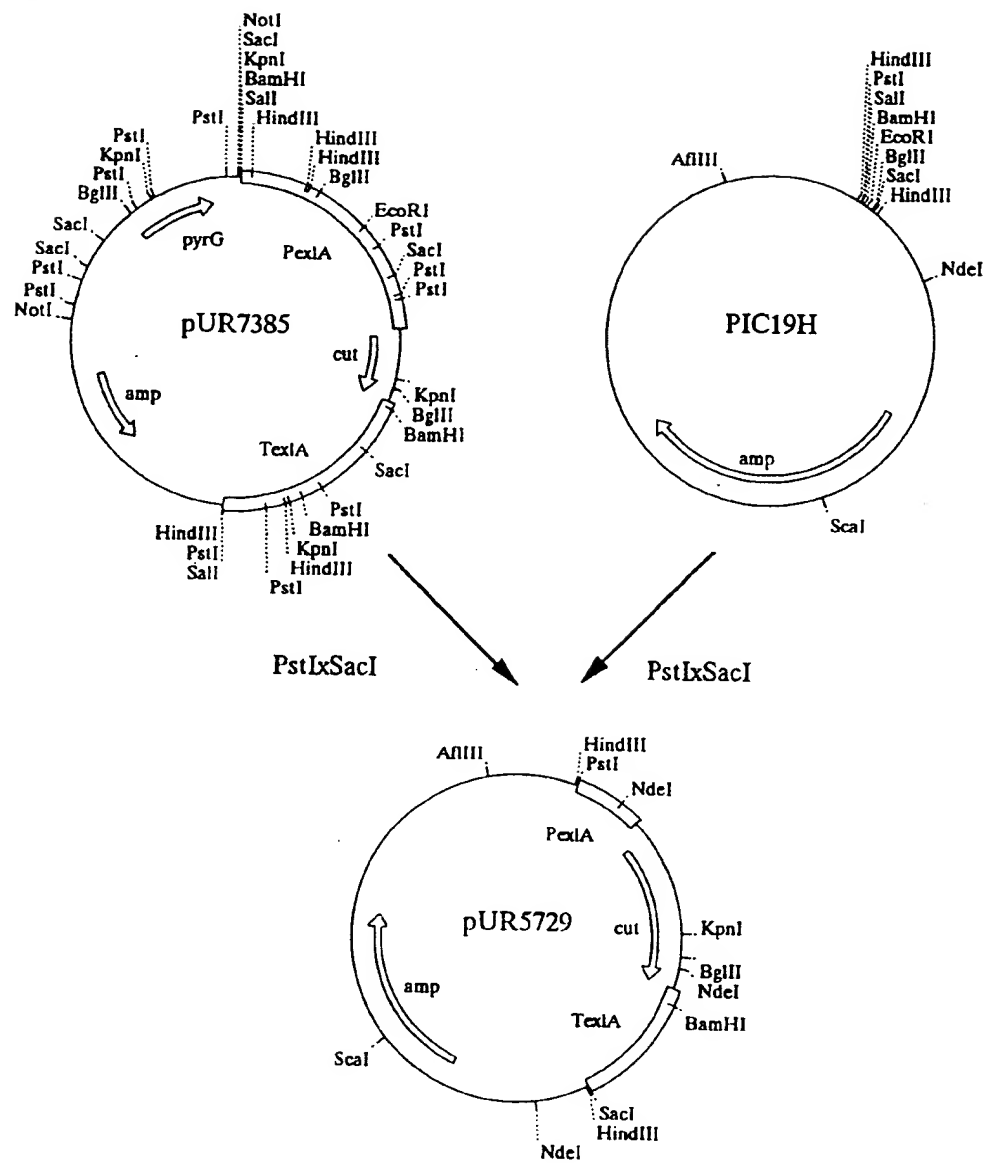 NotI
SacI
KpnI
BamHI
SalI
HindIII
PstI
PstI
KpnI
PstI
BglII
SacI
SacI
PstI
PstI
NotI
HindIII
HindIII
BglII
EcoRI
PstI
SacI
PstI
PstI
pyrG
PexlA
pUR7385
cut
amp
TexlA
KpnI
BglII
BamHI
SacI
PstI
BamHI
KpnI
HindIII
PstI
HindIII
PstI
SalI
HindIII
PstI
SalI
BamHI
EcoRI
BglII
SacI
HindIII
AflIII
NdeI
PIC19H
amp
ScaI
PstIxSacI
PstIxSacI
AflIII
HindIII
PstI
NdeI
PexlA
pUR5729
cut
KpnI
BglII
NdeI
amp
TexlA
BamHI
ScaI
SacI
HindIII
NdeI